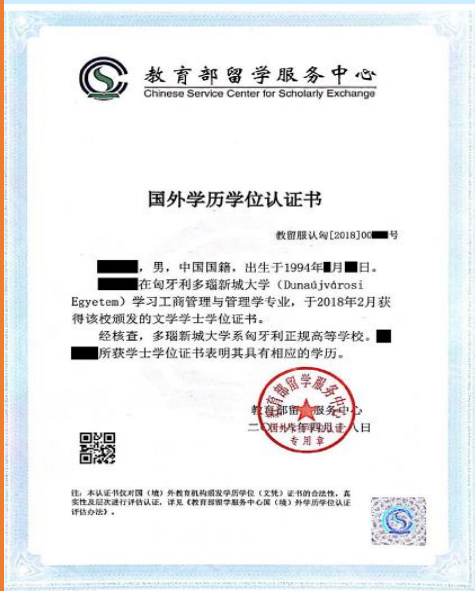 教育部留学服务中心
Chinese Service Center for Scholarly Exchange
国外学历学位认证书
教留服认匈[2018]00 号
，男，中国国籍，出生于1994年 月 日。
在匈牙利多瑙新城大学（Dunaújvárosi
Egyetem）学习工商管理与管理学专业，于2018年2月获
得该校颁发的文学学士学位证书。
经核查，多瑙新城大学系匈牙利正规高等学校。
所获学士学位证书表明其具有相应的学历。
教育部留学服务中心
二〇一八年四月十八日
专用章
注：本认证书仅对国（境）外教育机构颁发学历学位（文凭）证书的合法性、真
实性及层次进行评估认证，详见《教育部留学服务中心国（境）外学历学位认证
评估办法》。